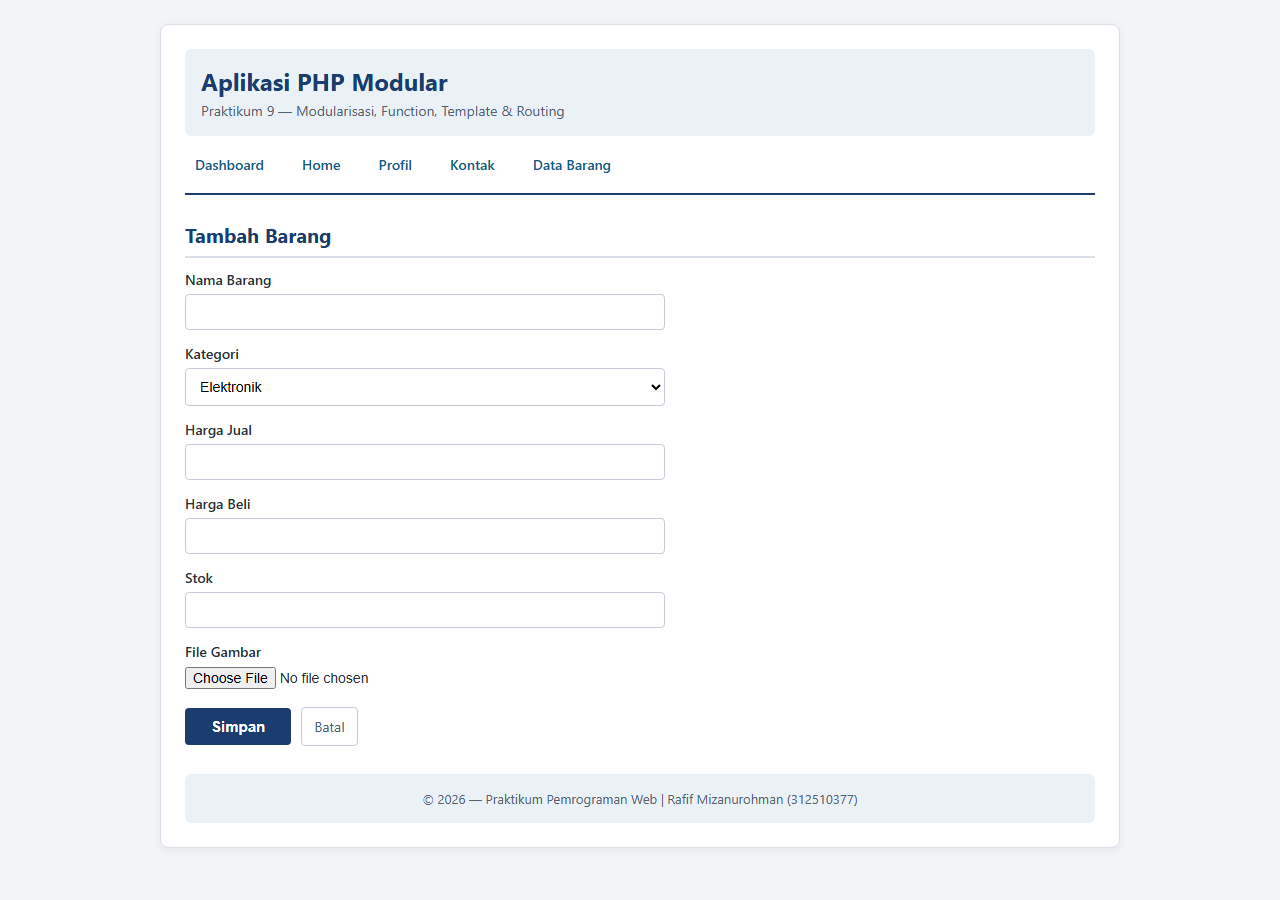 Aplikasi PHP Modular
Praktikum 9 — Modularisasi, Function, Template & Routing
Dashboard Home Profil Kontak Data Barang
Tambah Barang
Nama Barang
Kategori
Elektronik
Harga Jual
Harga Beli
Stok
File Gambar
Choose File No file chosen
Simpan Batal
© 2026 — Praktikum Pemrograman Web | Rafif Mizanurohman (312510377)